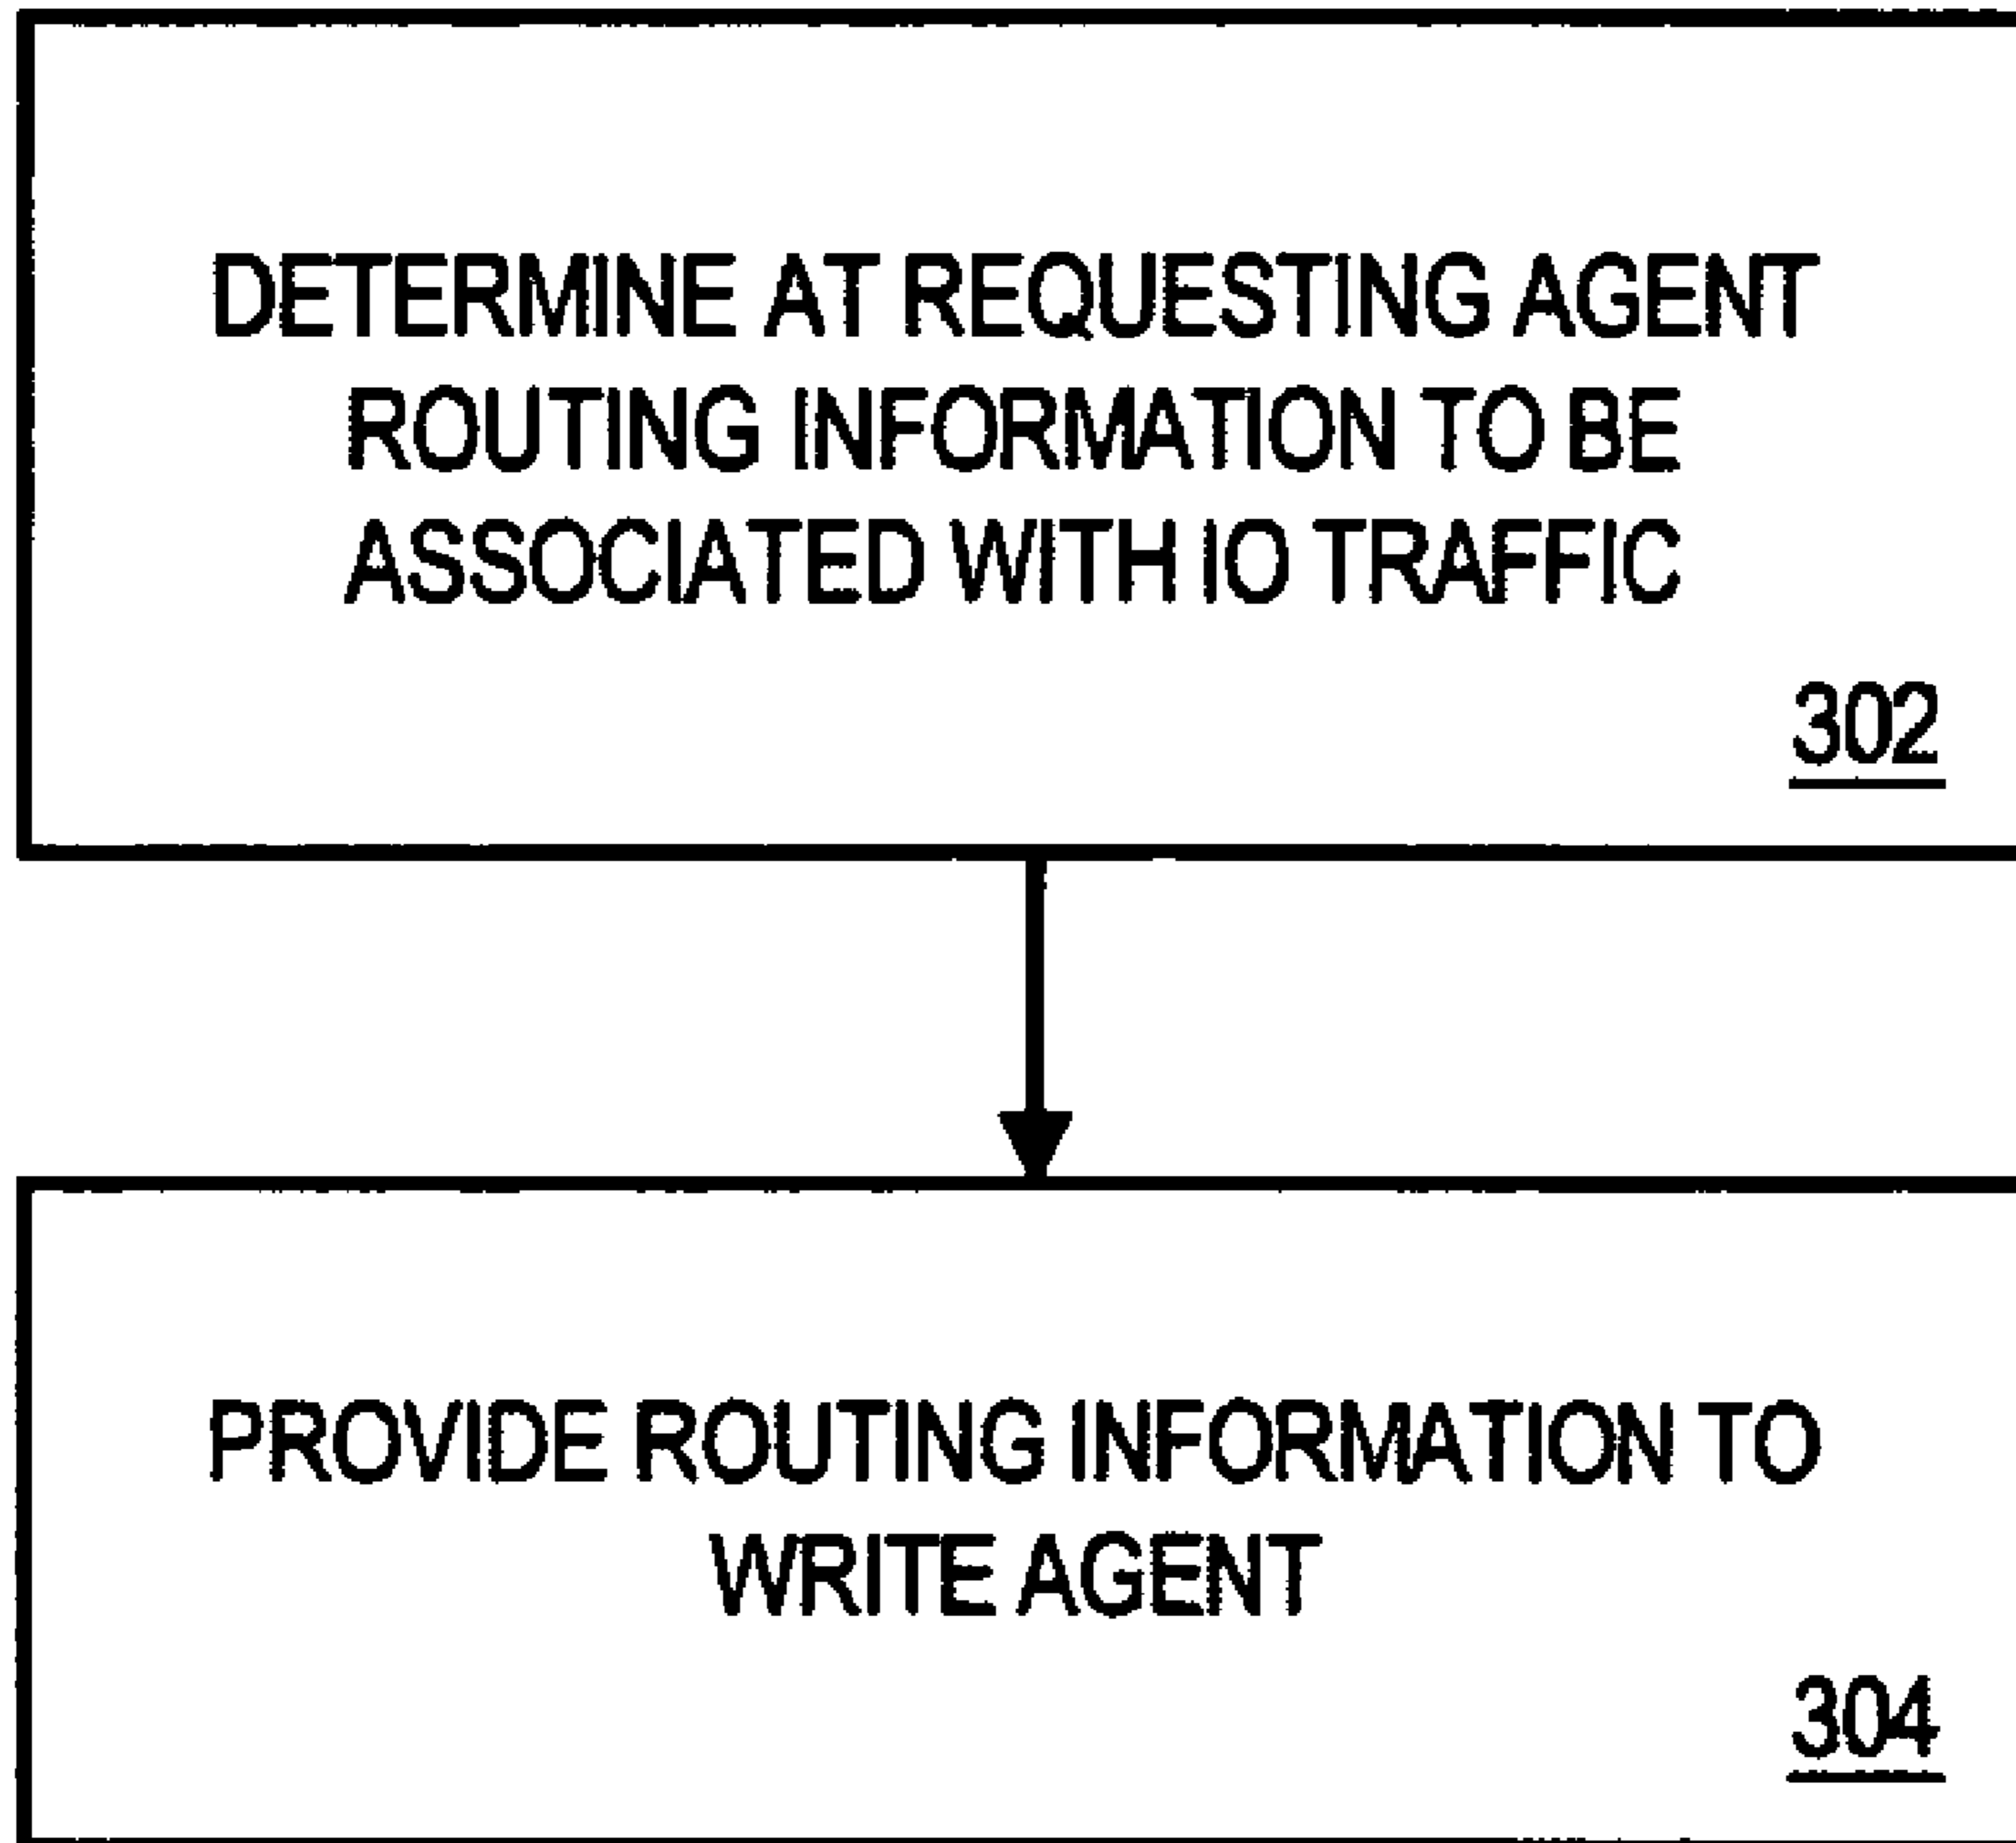 DETERMINE AT REQUESTING AGENT
ROUTING INFORMATION TO BE
ASSOCIATED WITH IO TRAFFIC
302
PROVIDE ROUTING INFORMATION TO
WRITE AGENT
304